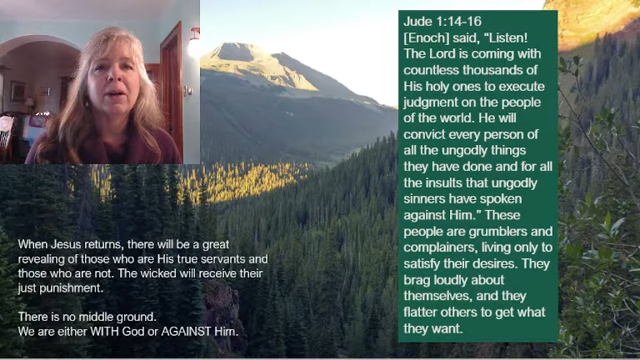 Jude 1:14-16
[Enoch] said, “Listen!
The Lord is coming with
countless thousands of
His holy ones to execute
judgment on the people
of the world. He will
convict every person of
all the ungodly things
they have done and for all
the insults that ungodly
sinners have spoken
against Him.” These
people are grumblers and
complainers, living only to
satisfy their desires. They
brag loudly about
themselves, and they
flatter others to get what
they want.
When Jesus returns, there will be a great
revealing of those who are His true servants and
those who are not. The wicked will receive their
just punishment.
There is no middle ground.
We are either WITH God or AGAINST Him.